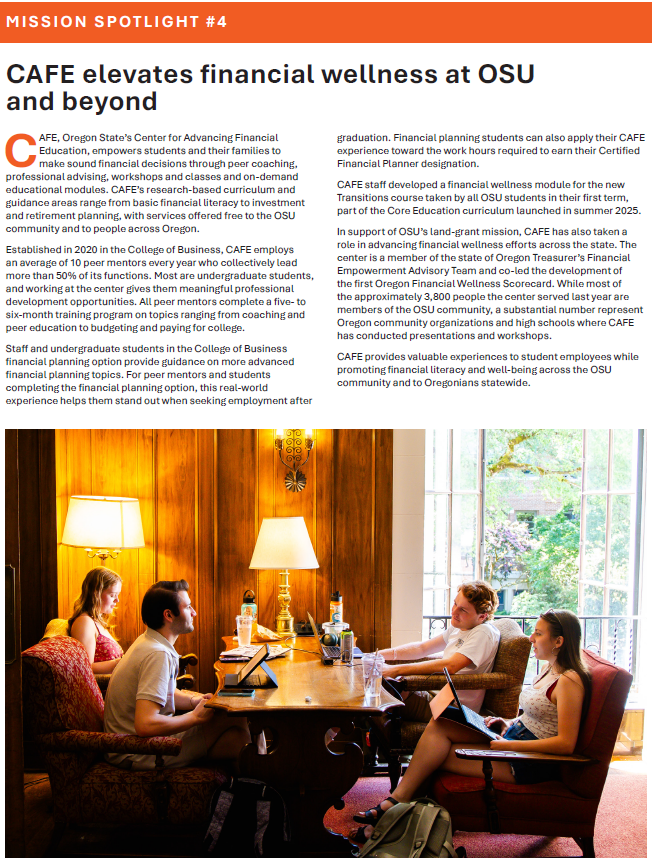 MISSION SPOTLIGHT #4
CAFE elevates financial wellness at OSU
and beyond
CAFE, Oregon State's Center for Advancing Financial
Education, empowers students and their families to
make sound financial decisions through peer coaching,
professional advising, workshops and classes and on-demand
educational modules. CAFE's research-based curriculum and
guidance areas range from basic financial literacy to investment
and retirement planning, with services offered free to the OSU
community and to people across Oregon.
Established in 2020 in the College of Business, CAFE employs
an average of 10 peer mentors every year who collectively lead
more than 50% of its functions. Most are undergraduate students,
and working at the center gives them meaningful professional
development opportunities. All peer mentors complete a five- to
six-month training program on topics ranging from coaching and
peer education to budgeting and paying for college.
Staff and undergraduate students in the College of Business
financial planning option provide guidance on more advanced
financial planning topics. For peer mentors and students
completing the financial planning option, this real-world
experience helps them stand out when seeking employment after
graduation. Financial planning students can also apply their CAFE
experience toward the work hours required to earn their Certified
Financial Planner designation.
CAFE staff developed a financial wellness module for the new
Transitions course taken by all OSU students in their first term,
part of the Core Education curriculum launched in summer 2025.
In support of OSU's land-grant mission, CAFE has also taken a
role in advancing financial wellness efforts across the state. The
center is a member of the state of Oregon Treasurer's Financial
Empowerment Advisory Team and co-led the development of
the first Oregon Financial Wellness Scorecard. While most of
the approximately 3,800 people the center served last year are
members of the OSU community, a substantial number represent
Oregon community organizations and high schools where CAFE
has conducted presentations and workshops.
CAFE provides valuable experiences to student employees while
promoting financial literacy and well-being across the OSU
community and to Oregonians statewide.